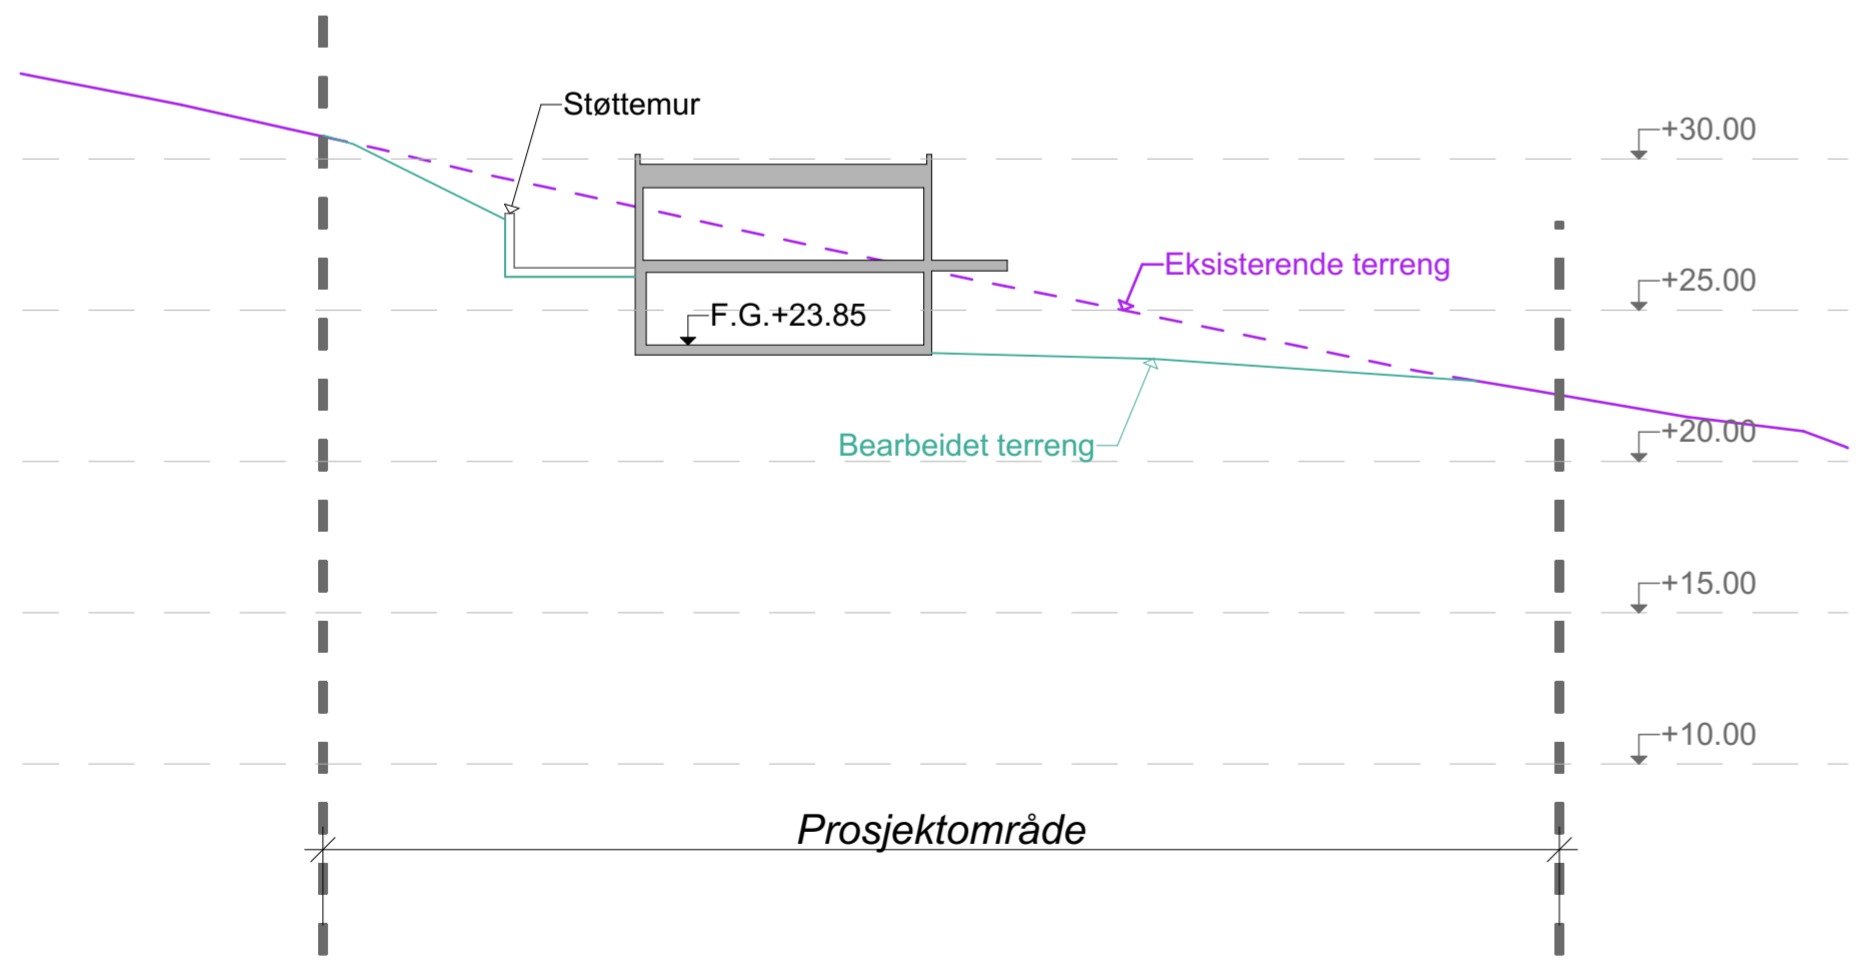 Støttemur
+30.00
Eksisterende terreng
+25.00
F.G.+23.85
+20.00
Bearbeidet terreng
+15.00
+10.00
Prosjektområde